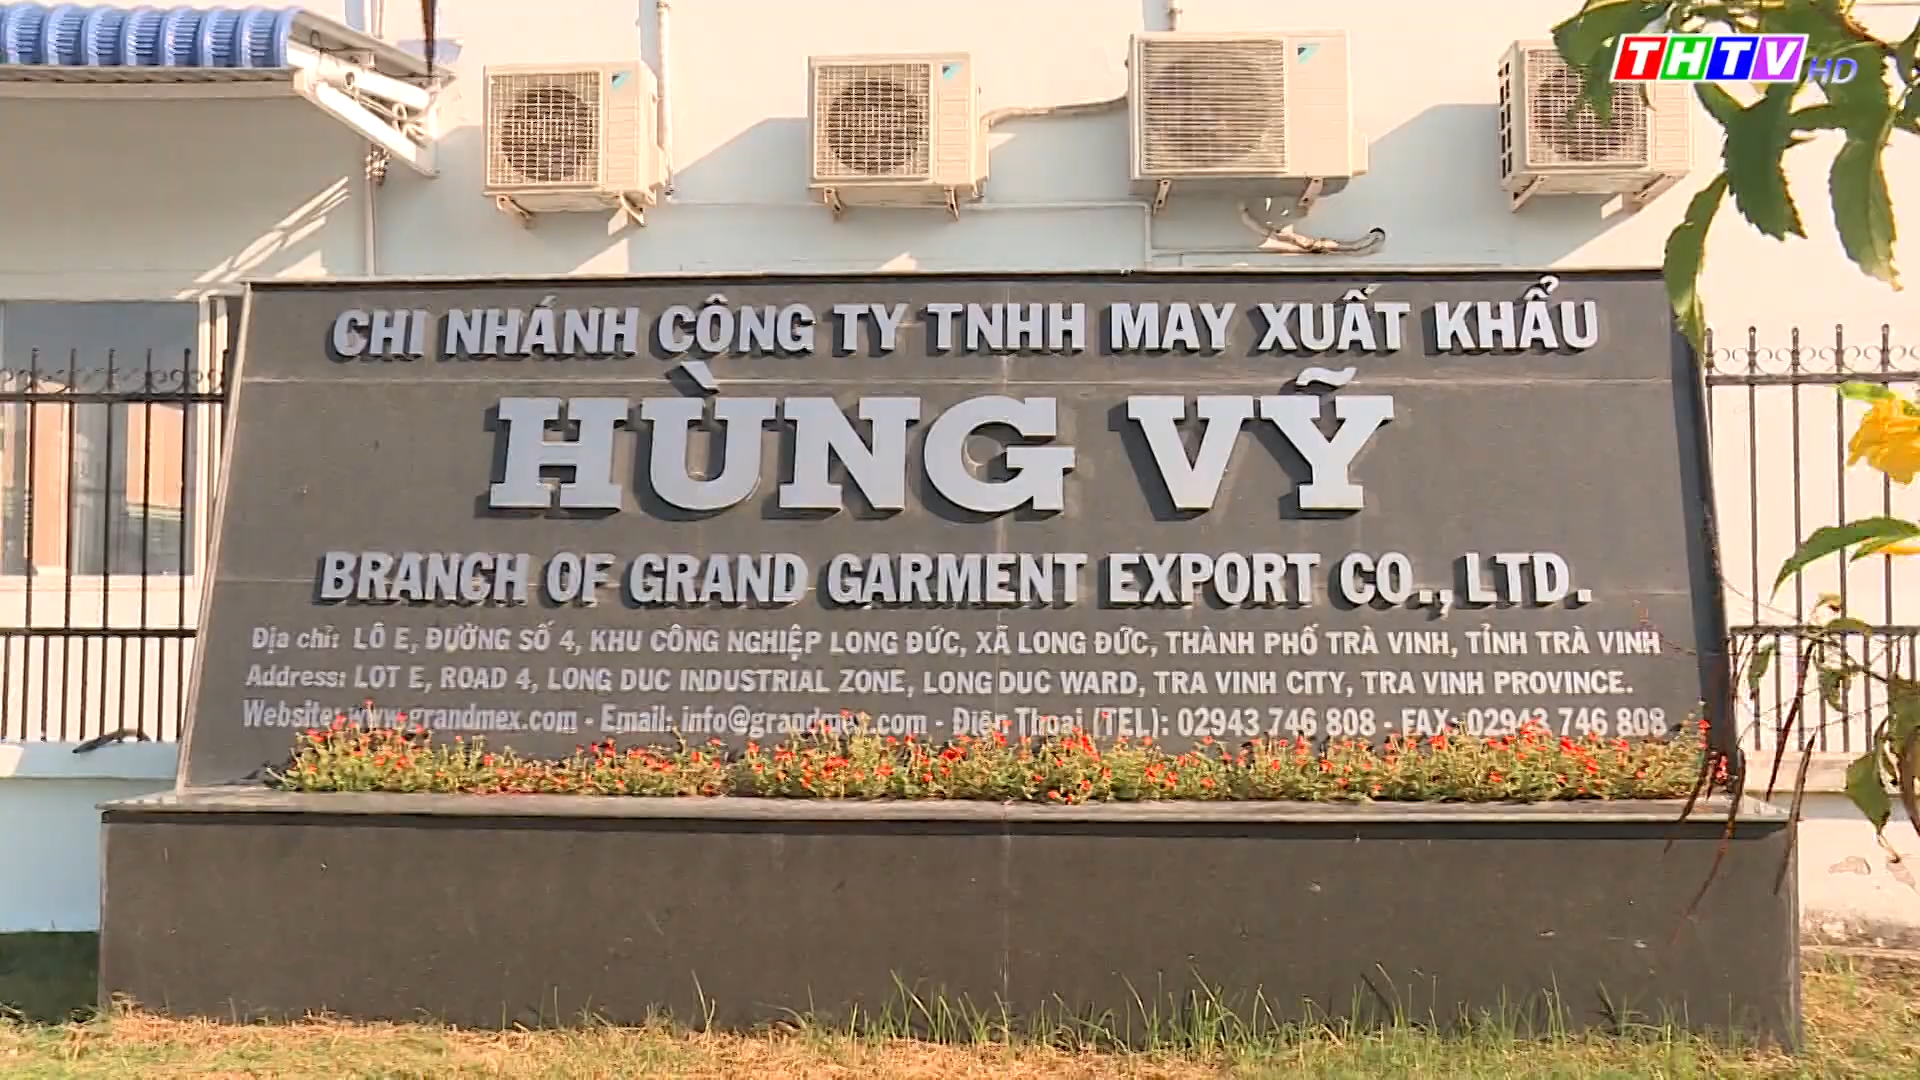 THTV HD
CHI NHÁNH CÔNG TY TNHH MAY XUẤT KHẨU
HÙNG VỸ
BRANCH OF GRAND GARMENT EXPORT CO., LTD.
Địa chỉ: LÔ E, ĐƯỜNG SỐ 4, KHU CÔNG NGHIỆP LONG ĐỨC, XÃ LONG ĐỨC, THÀNH PHỐ TRÀ VINH, TỈNH TRÀ VINH
Address: LOT E, ROAD 4, LONG DUC INDUSTRIAL ZONE, LONG DUC WARD, TRA VINH CITY, TRA VINH PROVINCE.
Website: www.grandmex.com - Email: info@grandmex.com - Điện Thoại (TEL): 02943 746 808 - FAX: 02943 746 808